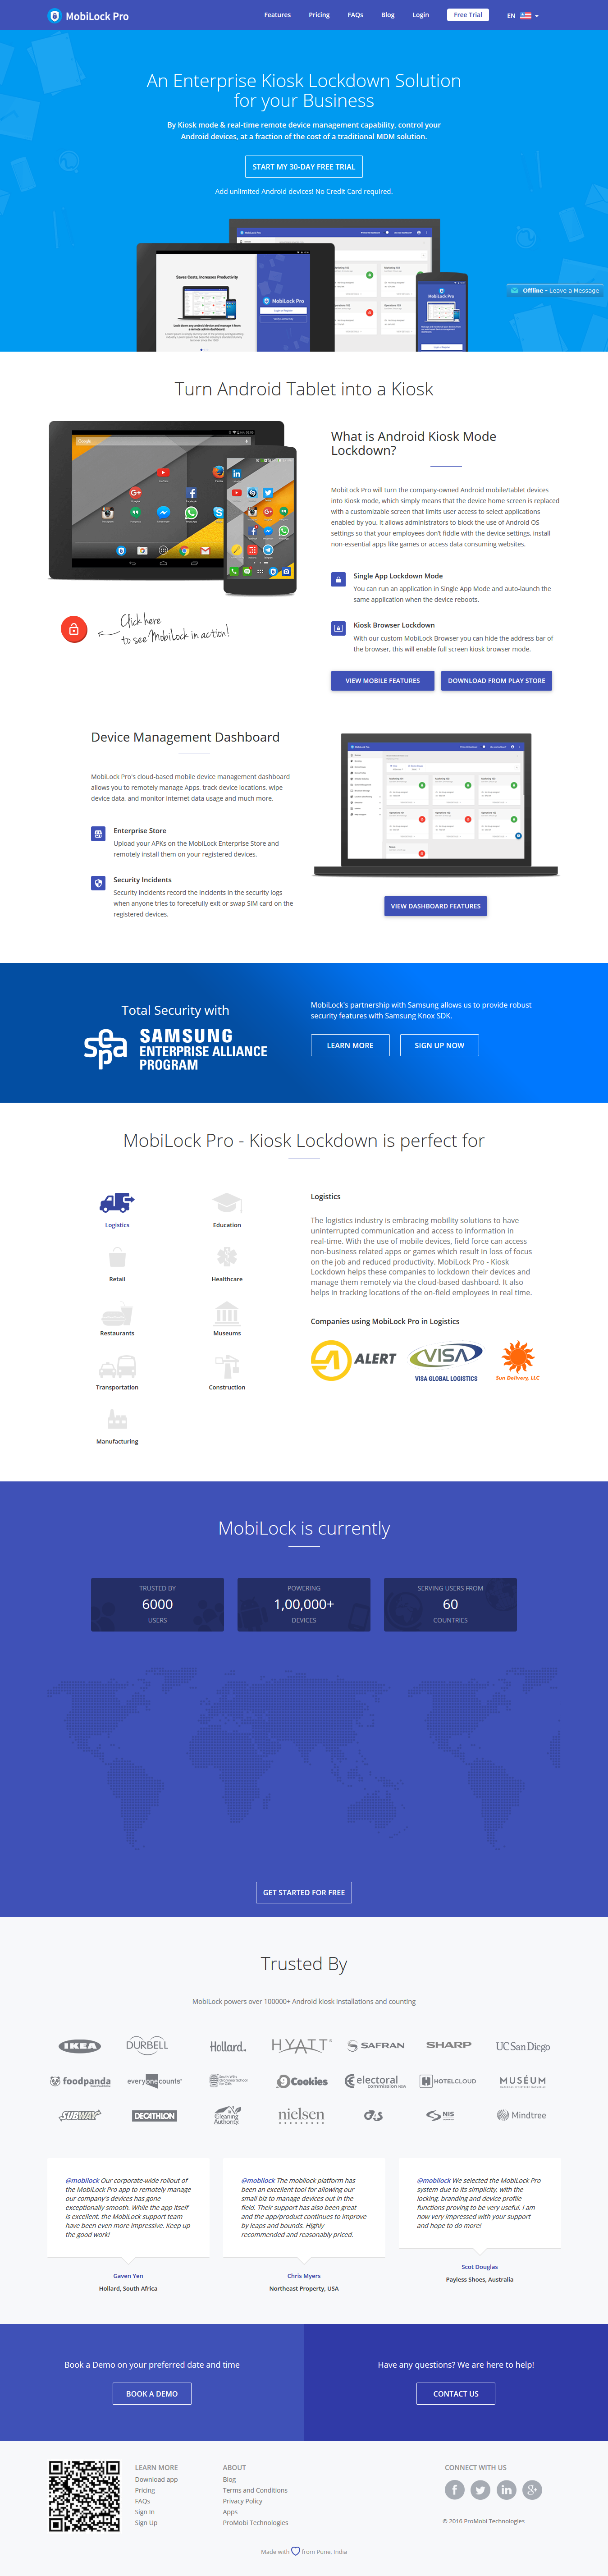 MobiLock Pro
Features Pricing FAQs Blog Login Free Trial EN
An Enterprise Kiosk Lockdown Solution
for your Business
By Kiosk mode & real-time remote device management capability, control your
Android devices, at a fraction of the cost of a traditional MDM solution.
START MY 30-DAY FREE TRIAL
Add unlimited Android devices! No Credit Card required.
Saves Costs, Increases Productivity
MobiLock Pro
MobiLock Pro
Offline - Leave a Message
Turn Android Tablet into a Kiosk
What is Android Kiosk Mode
Lockdown?
MobiLock Pro will turn the company-owned Android mobile/tablet devices
into Kiosk mode, which simply means that the device home screen is replaced
with a customizable screen that limits user access to select applications
enabled by you. It allows administrators to block the use of Android OS
settings so that your employees don't fiddle with the device settings, install
non-essential apps like games or access data consuming websites.
Single App Lockdown Mode
You can run an application in Single App Mode and auto-launch the
same application when the device reboots.
Kiosk Browser Lockdown
With our custom MobiLock Browser you can hide the address bar of
the browser, this will enable full screen kiosk browser mode.
Click here
to see MobiLock in action!
VIEW MOBILE FEATURES
DOWNLOAD FROM PLAY STORE
Device Management Dashboard
MobiLock Pro's cloud-based mobile device management dashboard
allows you to remotely manage Apps, track device locations, wipe
device data, and monitor internet data usage and much more.
Enterprise Store
Upload your APKs on the MobiLock Enterprise Store and
remotely install them on your registered devices.
Security Incidents
Security incidents record the incidents in the security logs
when anyone tries to forecefully exit or swap SIM card on the
registered devices.
VIEW DASHBOARD FEATURES
Total Security with
spa
SAMSUNG
ENTERPRISE ALLIANCE
PROGRAM
MobiLock's partnership with Samsung allows us to provide robust
security features with Samsung Knox SDK.
LEARN MORE
SIGN UP NOW
MobiLock Pro - Kiosk Lockdown is perfect for
Logistics
Education
Retail
Healthcare
Restaurants
Museums
Transportation
Construction
Manufacturing
Logistics
The logistics industry is embracing mobility solutions to have
uninterrupted communication and access to information in
real-time. With the use of mobile devices, field force can access
non-business related apps or games which result in loss of focus
on the job and reduced productivity. MobiLock Pro - Kiosk
Lockdown helps these companies to lockdown their devices and
manage them remotely via the cloud-based dashboard. It also
helps in tracking locations of the on-field employees in real time.
Companies using MobiLock Pro in Logistics
ALERT
VISA
VISA GLOBAL LOGISTICS
Sun Delivery, LLC
MobiLock is currently
TRUSTED BY
6000
USERS
POWERING
1,00,000+
DEVICES
SERVING USERS FROM
60
COUNTRIES
GET STARTED FOR FREE
Trusted By
MobiLock powers over 100000+ Android kiosk installations and counting
IKEA DURBELL Hollard. HYATT SAFRAN SHARP UC San Diego
foodpanda everyonecounts Cookies electoral HOTELCLOUD MUSÉUM
SUBWAY DECATHLON Cleaning Authority nielsen NIS Mindtree
@mobilock Our corporate-wide rollout of
the MobiLock Pro app to remotely manage
our company's devices has gone
exceptionally smooth. While the app itself
is excellent, the MobiLock support team
have been even more impressive. Keep up
the good work!
Gaven Yen
Hollard, South Africa
@mobilock The mobilock platform has
been an excellent tool for allowing our
small biz to manage devices out in the
field. Their support has also been great
and the app/product continues to improve
by leaps and bounds. Highly
recommended and reasonably priced.
Chris Myers
Northeast Property, USA
@mobilock We selected the MobiLock Pro
system due to its simplicity, with the
locking, branding and device profile
functions proving to be very useful. I am
now very impressed with your support
and hope to do more!
Scot Douglas
Payless Shoes, Australia
Book a Demo on your preferred date and time
BOOK A DEMO
Have any questions? We are here to help!
CONTACT US
LEARN MORE
Download app
Pricing
FAQs
Sign In
Sign Up
ABOUT
Blog
Terms and Conditions
Privacy Policy
Apps
ProMobi Technologies
CONNECT WITH US
© 2016 ProMobi Technologies
Made with from Pune, India